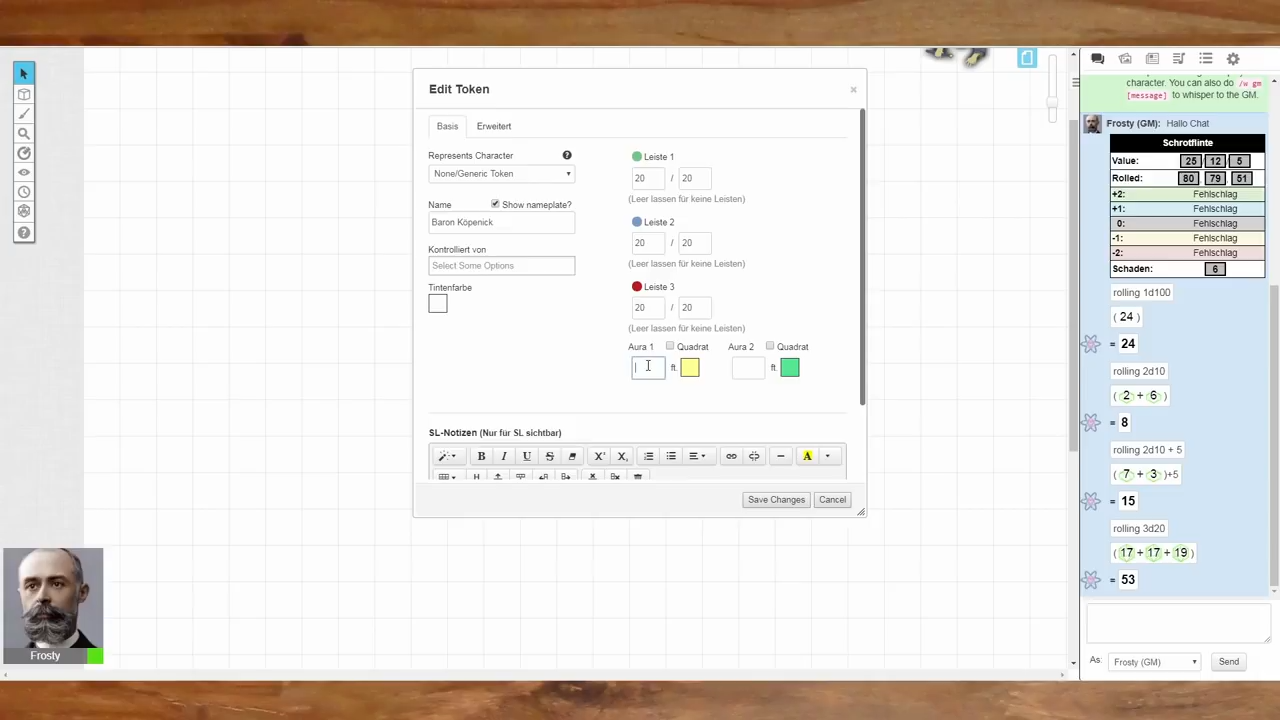 Edit Token
×
Basis
Erweitert
Represents Character
None/Generic Token
Name
Show nameplate?
Baron Köpenick
Kontrolliert von
Select Some Options
Tintenfarbe
Leiste 1
20 / 20
(Leer lassen für keine Leisten)
Leiste 2
20 / 20
(Leer lassen für keine Leisten)
Leiste 3
20 / 20
(Leer lassen für keine Leisten)
Aura 1 Quadrat Aura 2 Quadrat
ft. ft.
SL-Notizen (Nur für SL sichtbar)
Save Changes
Cancel
Frosty
character. You can also do /w gm
[message] to whisper to the GM.
Frosty (GM): Hallo Chat
Schrotflinte
Value: 25 12 5
Rolled: 80 79 51
+2: Fehlschlag
+1: Fehlschlag
0: Fehlschlag
-1: Fehlschlag
-2: Fehlschlag
Schaden: 6
rolling 1d100
( 24 )
= 24
rolling 2d10
( 2 + 6 )
= 8
rolling 2d10 + 5
( 7 + 3 )+5
= 15
rolling 3d20
( 17 + 17 + 19 )
= 53
As: Frosty (GM) Send